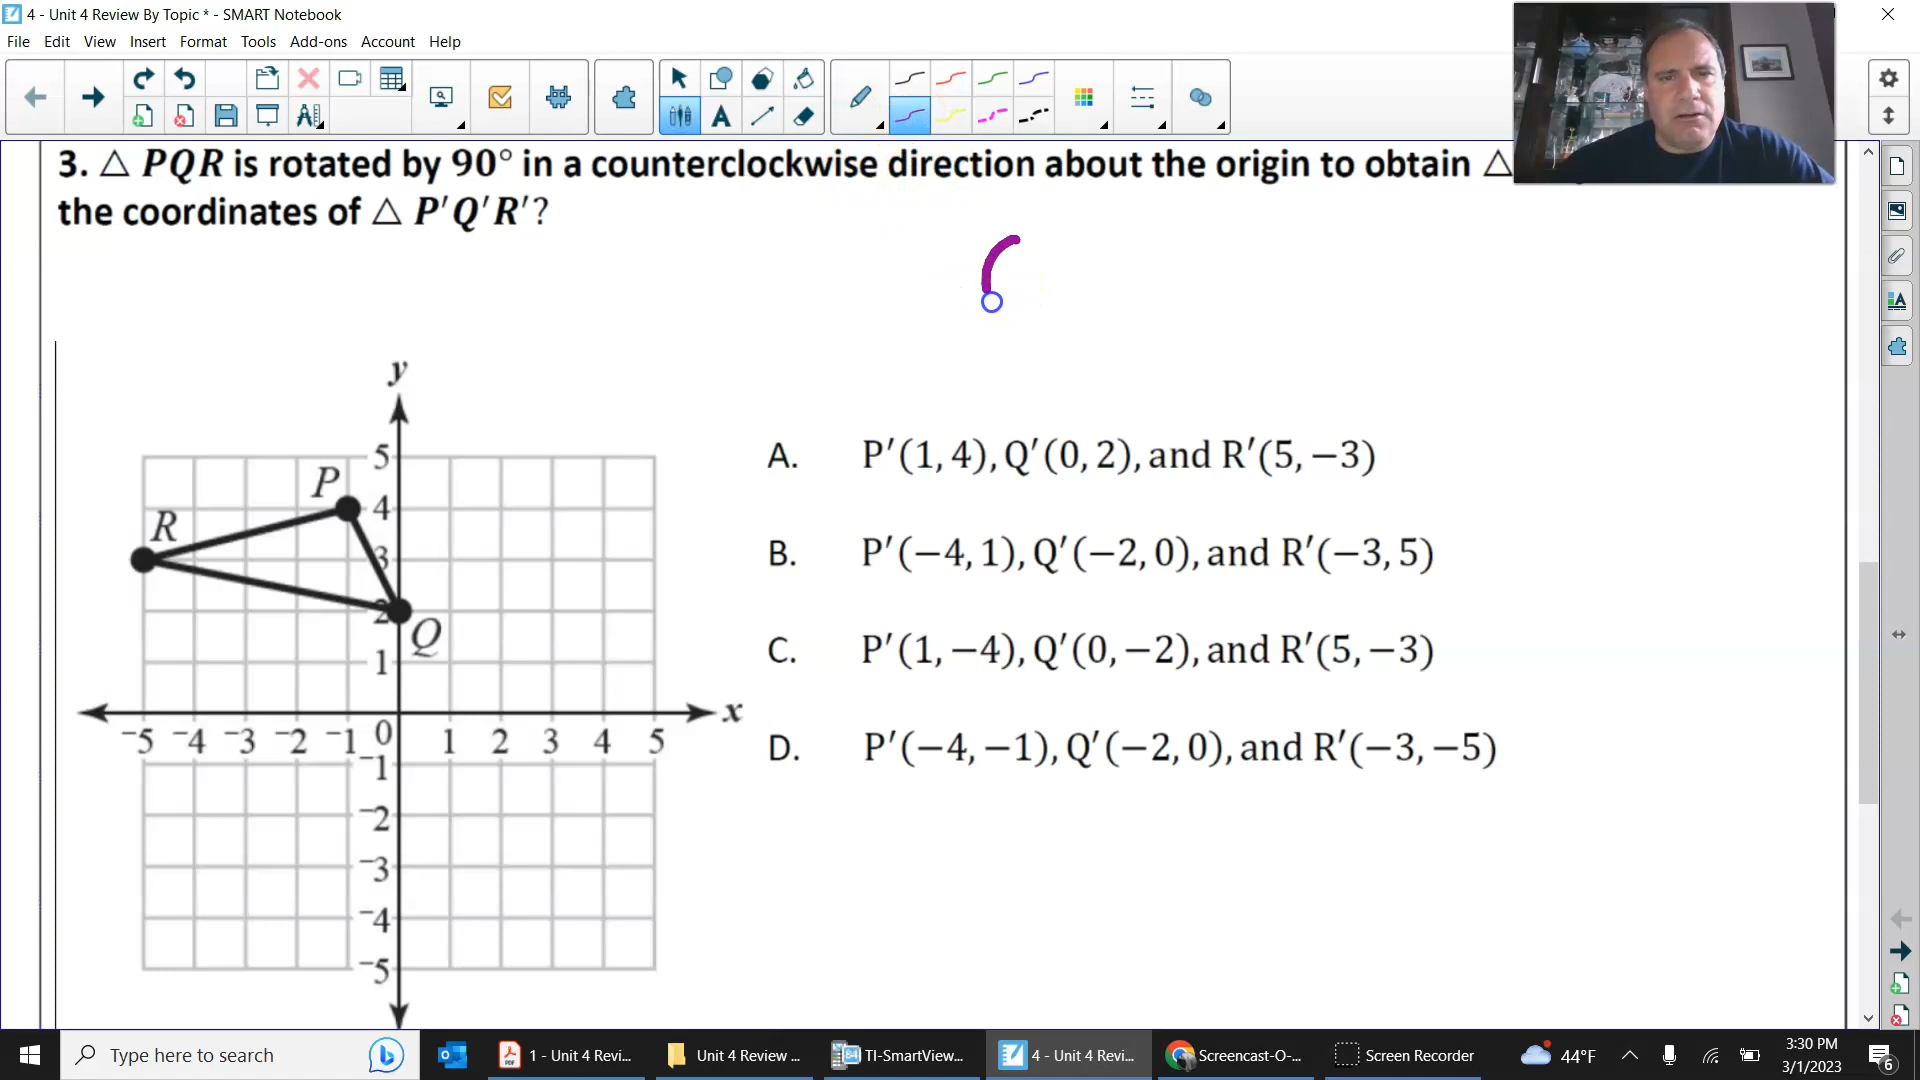 4 - Unit 4 Review By Topic * - SMART Notebook
File Edit View Insert Format Tools Add-ons Account Help
3. △ PQR is rotated by 90° in a counterclockwise direction about the origin to obtain △
the coordinates of △ P′Q′R′?
y
5
P
4
R
3
2
Q
1
x
-5 -4 -3 -2 -1 0 1 2 3 4 5
-1
-2
-3
-4
-5
A. P′(1, 4), Q′(0, 2), and R′(5, −3)
B. P′(−4, 1), Q′(−2, 0), and R′(−3, 5)
C. P′(1, −4), Q′(0, −2), and R′(5, −3)
D. P′(−4, −1), Q′(−2, 0), and R′(−3, −5)
Type here to search
1 - Unit 4 Revi...
Unit 4 Review ...
TI-SmartView...
4 - Unit 4 Revi...
Screencast-O-...
Screen Recorder
44°F
3:30 PM
3/1/2023
6